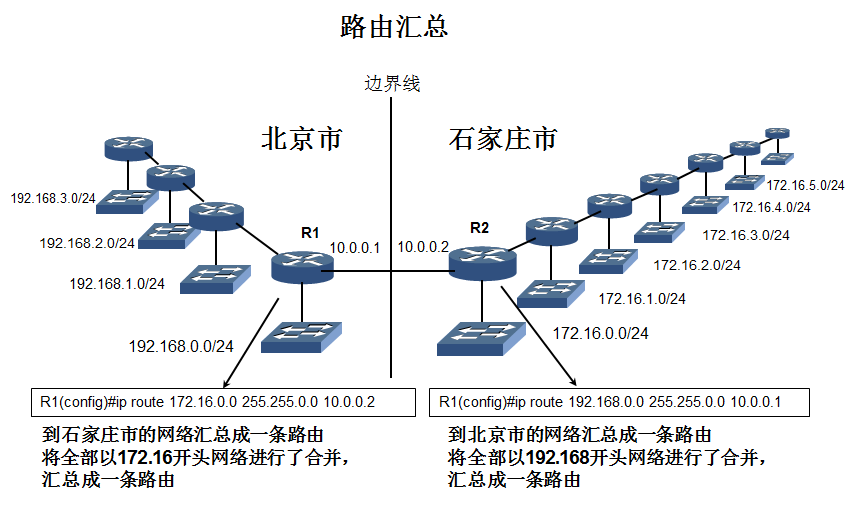 路由汇总
边界线
北京市
石家庄市
192.168.3.0/24
192.168.2.0/24
192.168.1.0/24
192.168.0.0/24
R1
10.0.0.1
10.0.0.2
R2
172.16.5.0/24
172.16.4.0/24
172.16.3.0/24
172.16.2.0/24
172.16.1.0/24
172.16.0.0/24
R1(config)#ip route 172.16.0.0 255.255.0.0 10.0.0.2
到石家庄市的网络汇总成一条路由
将全部以172.16开头网络进行了合并,
汇总成一条路由
R1(config)#ip route 192.168.0.0 255.255.0.0 10.0.0.1
到北京市的网络汇总成一条路由
将全部以192.168开头网络进行了合并,
汇总成一条路由